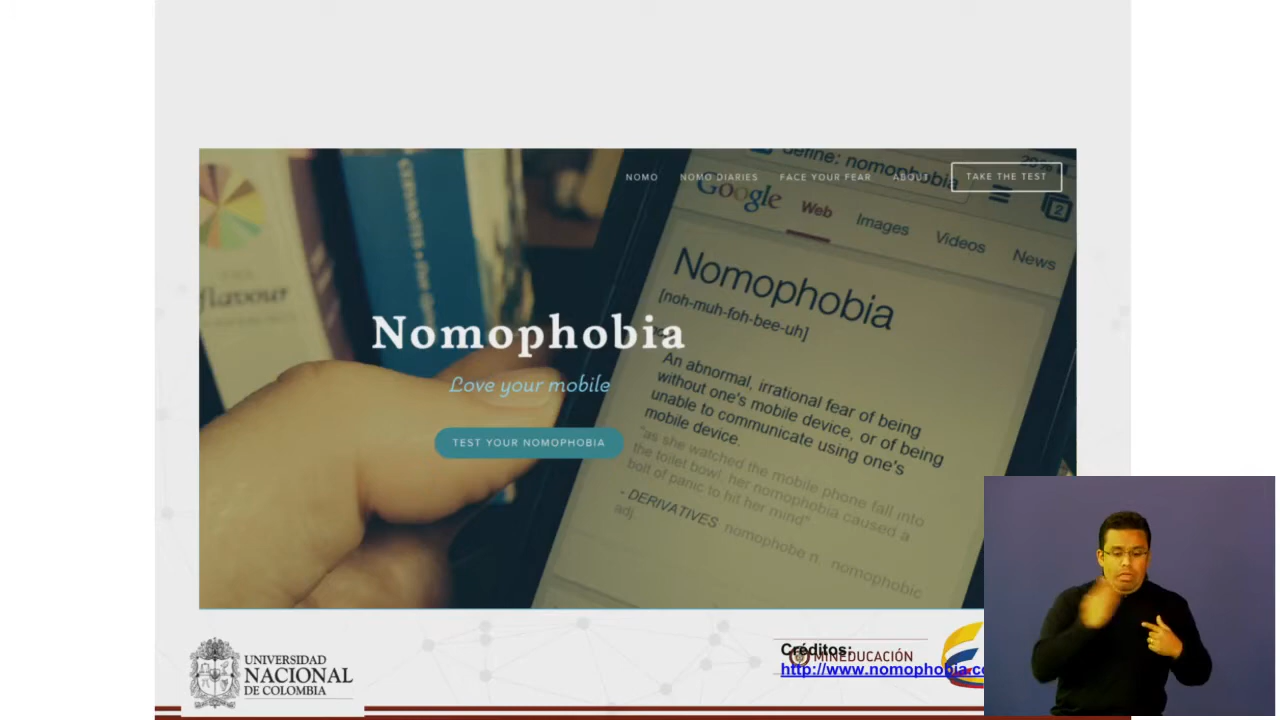 define: nomophobia
NOMO
NOMO DIARIES
FACE YOUR FEAR
ABOUT
TAKE THE TEST
Google
Web
Images
Videos
News
2
flavour
Nomophobia
[noh-muh-foh-bee-uh]
An abnormal, irrational fear of being
without one's mobile device, or of being
unable to communicate using one's
mobile device.
"as she watched the mobile phone fall into
the toilet bowl, her nomophobia caused a
bolt of panic to hit her mind"
- DERIVATIVES nomophobe n. nomophobic
adj.
Nomophobia
Love your mobile
TEST YOUR NOMOPHOBIA
UNIVERSIDAD
NACIONAL
DE COLOMBIA
Créditos:
MINEDUCACIÓN
http://www.nomophobia.co